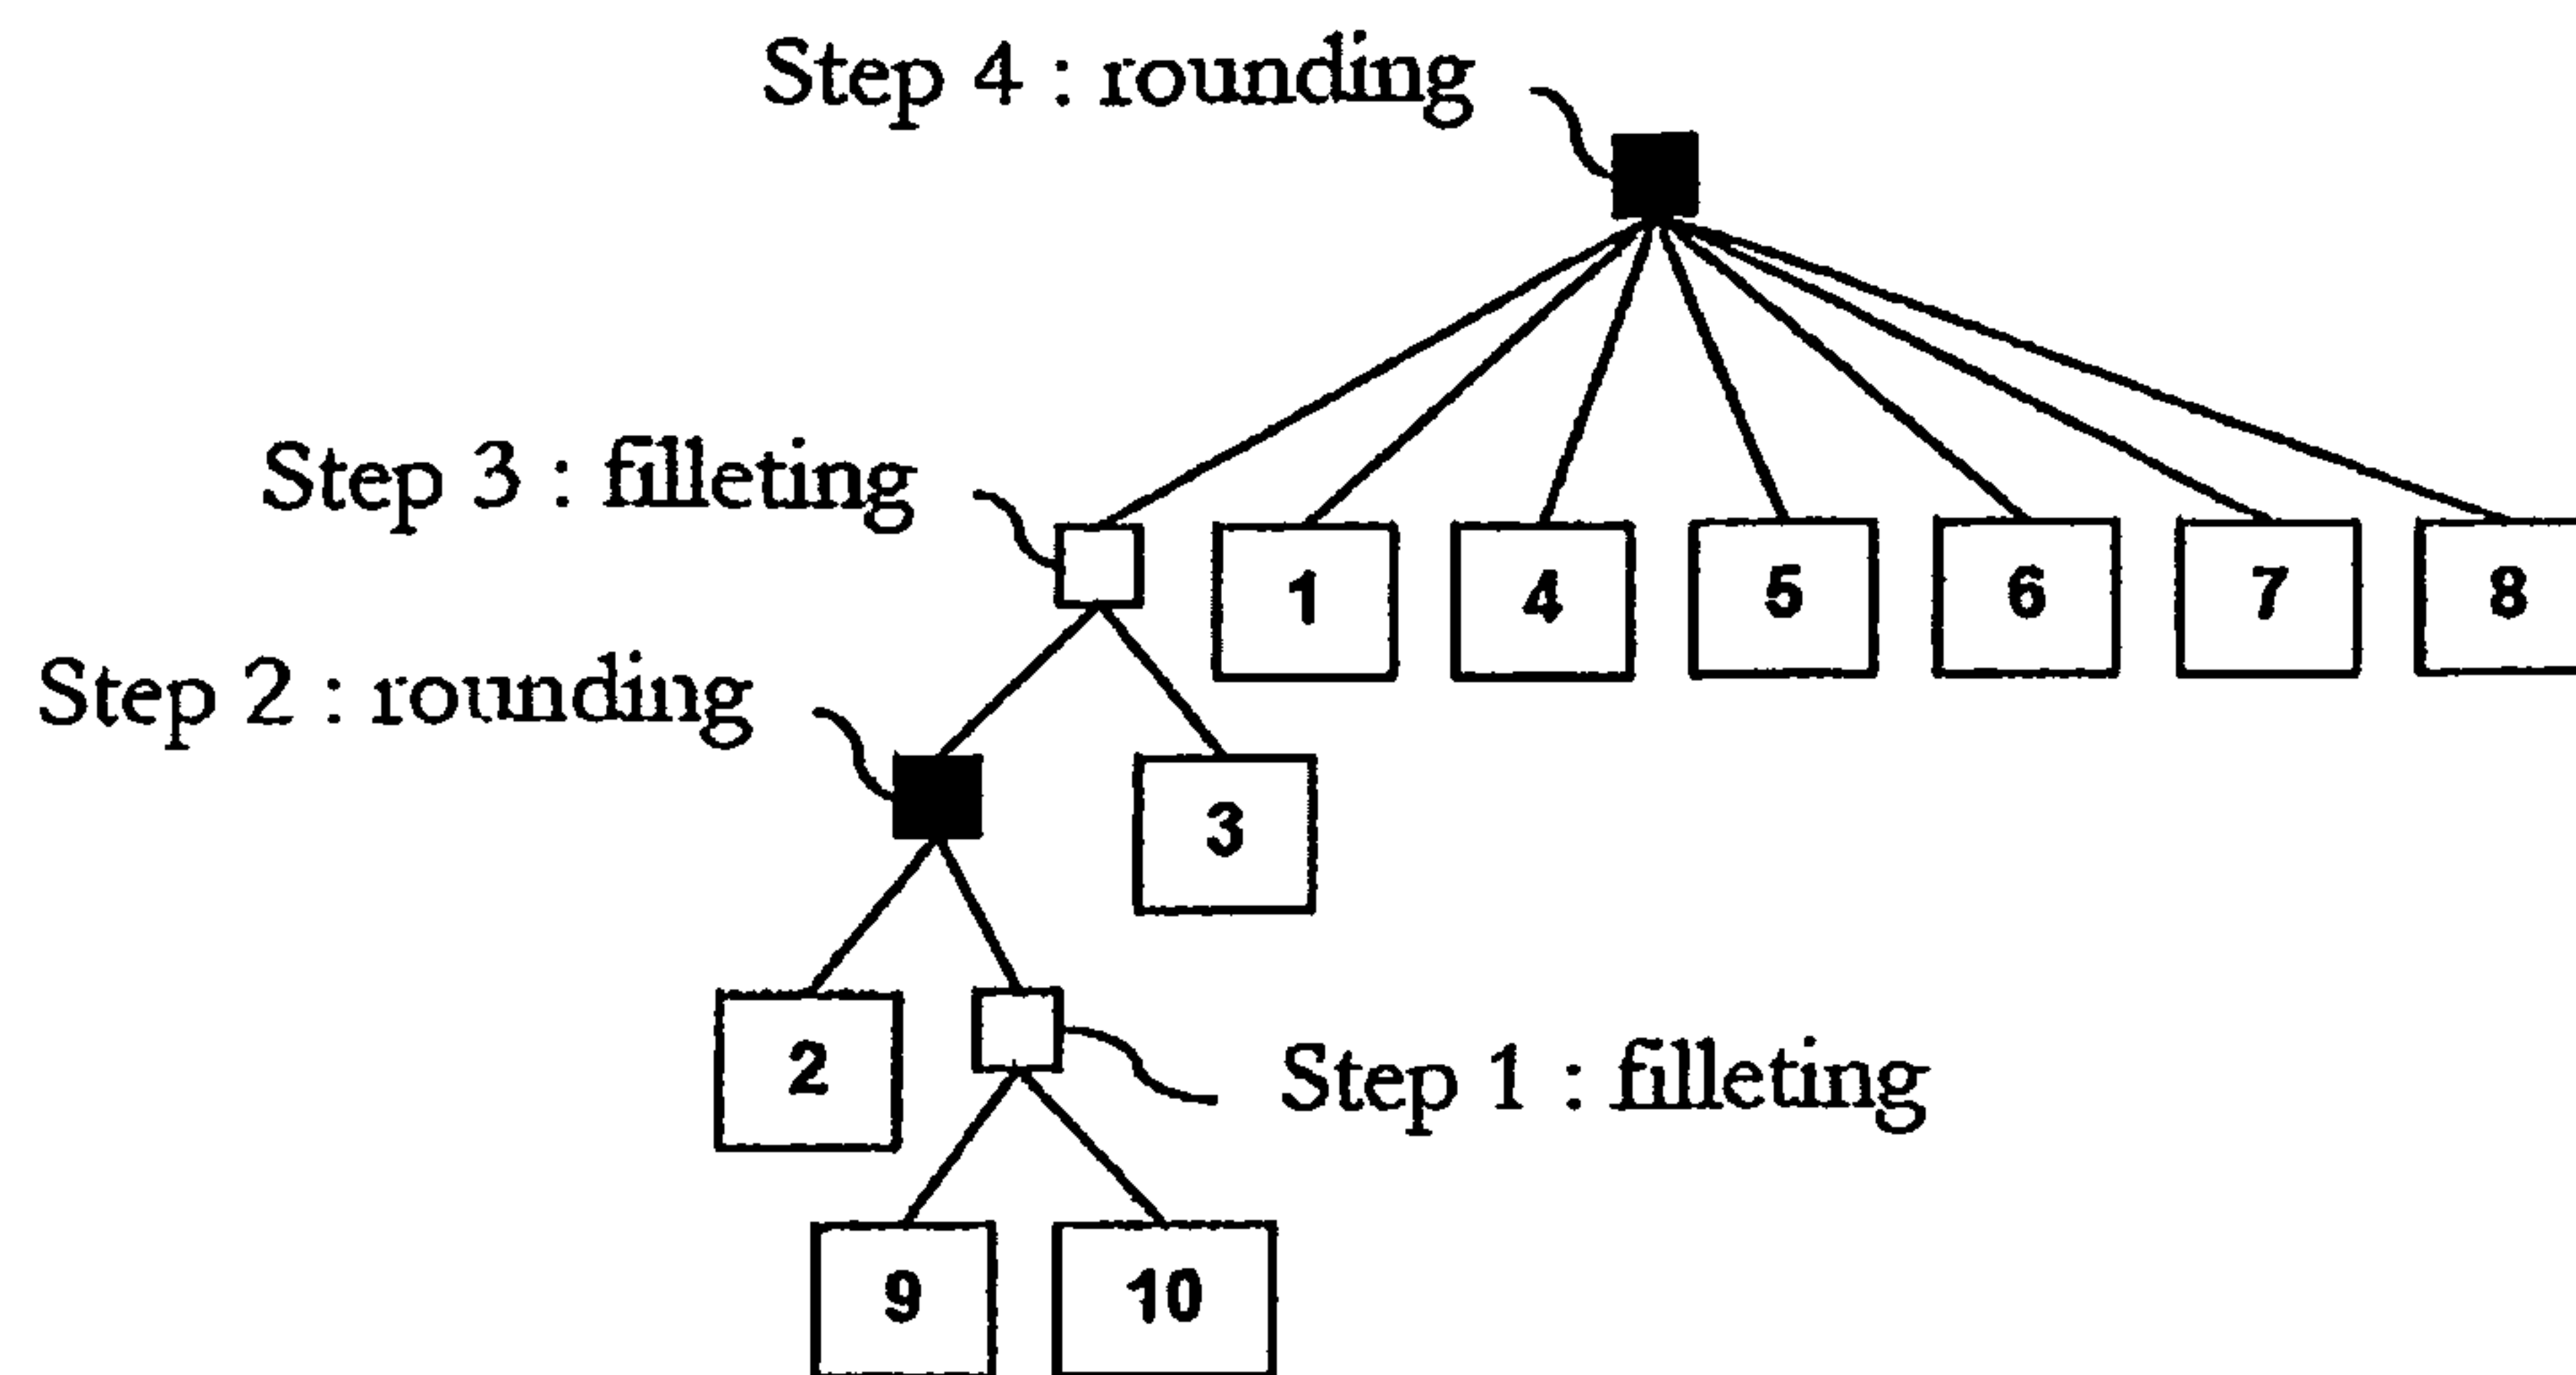 Step 4 : rounding
Step 3 : filleting
1 4 5 6 7 8
Step 2 : rounding
3
2
Step 1 : filleting
9 10